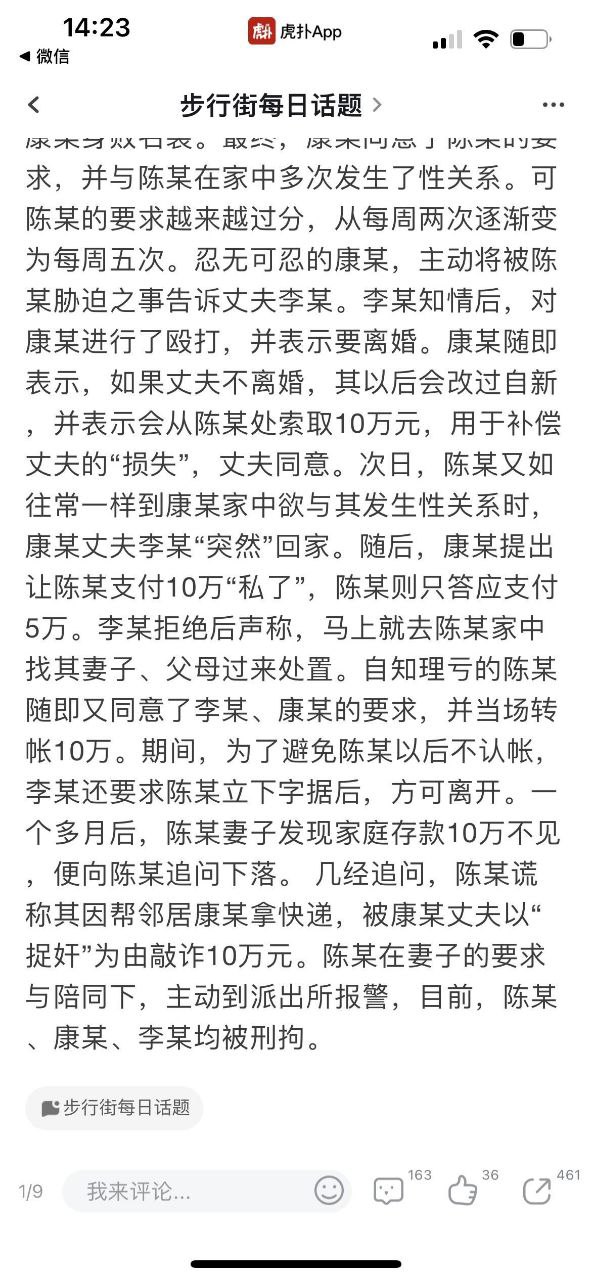 14:23
虎扑App
微信
步行街每日话题
康某身败名裂。最终，康某同意了陈某的要
求，并与陈某在家中多次发生了性关系。可
陈某的要求越来越过分，从每周两次逐渐变
为每周五次。忍无可忍的康某，主动将被陈
某胁迫之事告诉丈夫李某。李某知情后，对
康某进行了殴打，并表示要离婚。康某随即
表示，如果丈夫不离婚，其以后会改过自新
，并表示会从陈某处索取10万元，用于补偿
丈夫的“损失”，丈夫同意。次日，陈某又如
往常一样到康某家中欲与其发生性关系时，
康某丈夫李某“突然”回家。随后，康某提出
让陈某支付10万“私了”，陈某则只答应支付
5万。李某拒绝后声称，马上就去陈某家中
找其妻子、父母过来处置。自知理亏的陈某
随即又同意了李某、康某的要求，并当场转
帐10万。期间，为了避免陈某以后不认帐，
李某还要求陈某立下字据后，方可离开。一
个多月后，陈某妻子发现家庭存款10万不见
，便向陈某追问下落。 几经追问，陈某谎
称其因帮邻居康某拿快递，被康某丈夫以“
捉奸”为由敲诈10万元。陈某在妻子的要求
与陪同下，主动到派出所报警，目前，陈某
、康某、李某均被刑拘。
步行街每日话题
1/9
我来评论...
163
36
461